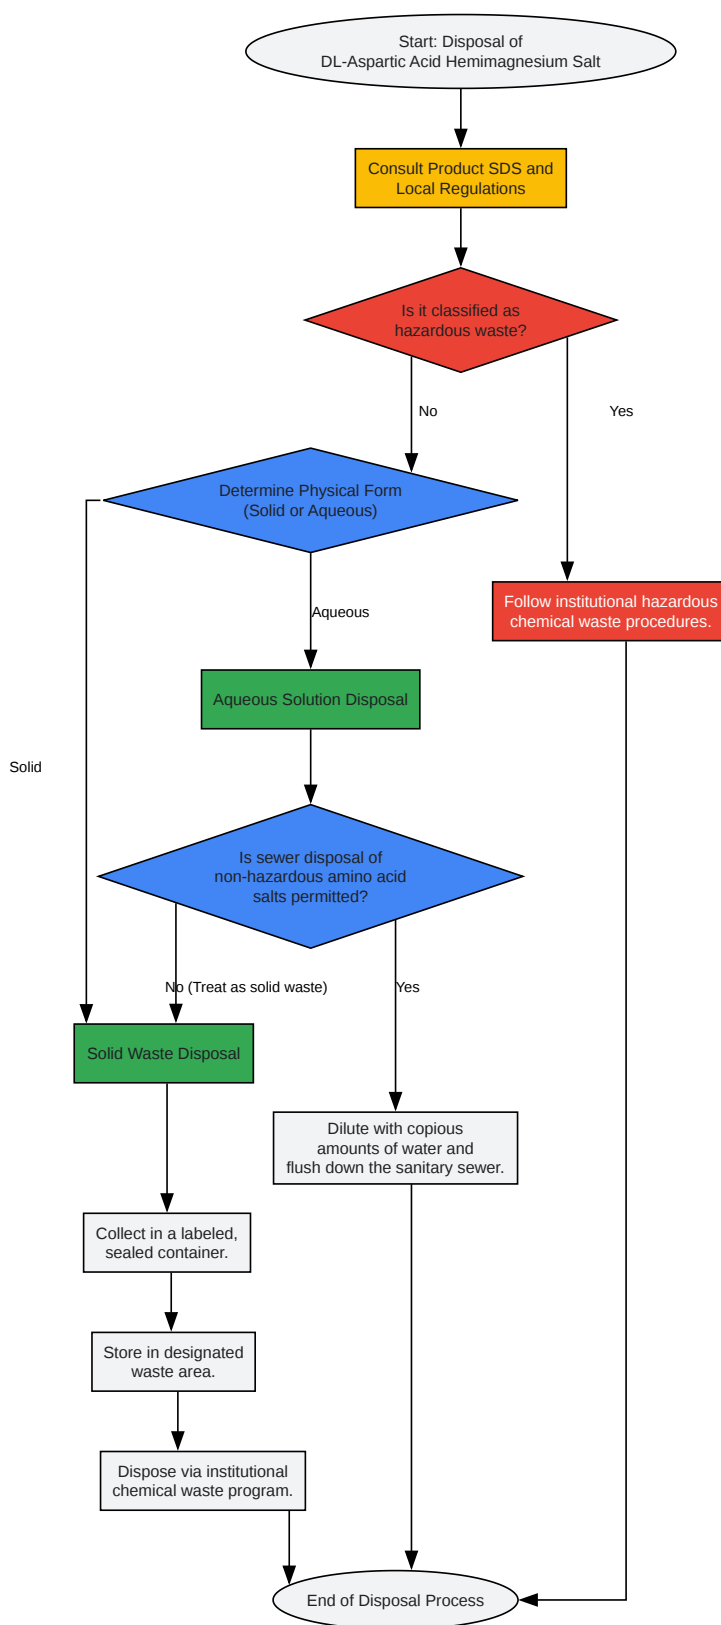 Start: Disposal of
DL-Aspartic Acid Hemimagnesium Salt
Consult Product SDS and
Local Regulations
Is it classified as
hazardous waste?
No
Yes
Determine Physical Form
(Solid or Aqueous)
Follow institutional hazardous
chemical waste procedures.
Aqueous
Aqueous Solution Disposal
Solid
Is sewer disposal of
non-hazardous amino acid
salts permitted?
No (Treat as solid waste)
Yes
Solid Waste Disposal
Dilute with copious
amounts of water and
flush down the sanitary sewer.
Collect in a labeled,
sealed container.
Store in designated
waste area.
Dispose via institutional
chemical waste program.
End of Disposal Process